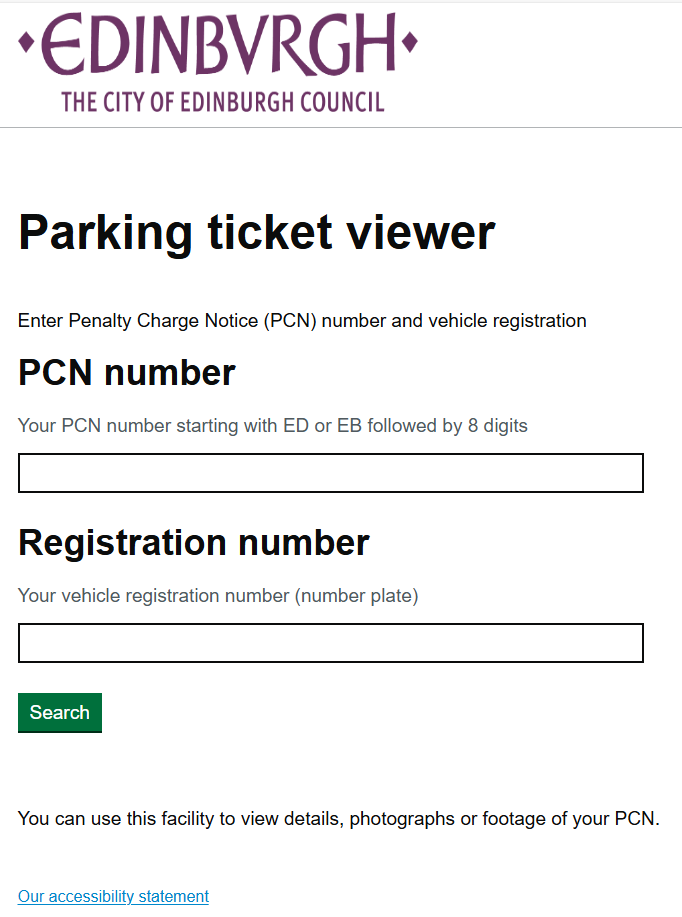 EDINBVRGH
THE CITY OF EDINBURGH COUNCIL
Parking ticket viewer
Enter Penalty Charge Notice (PCN) number and vehicle registration
PCN number
Your PCN number starting with ED or EB followed by 8 digits
Registration number
Your vehicle registration number (number plate)
Search
You can use this facility to view details, photographs or footage of your PCN.
Our accessibility statement